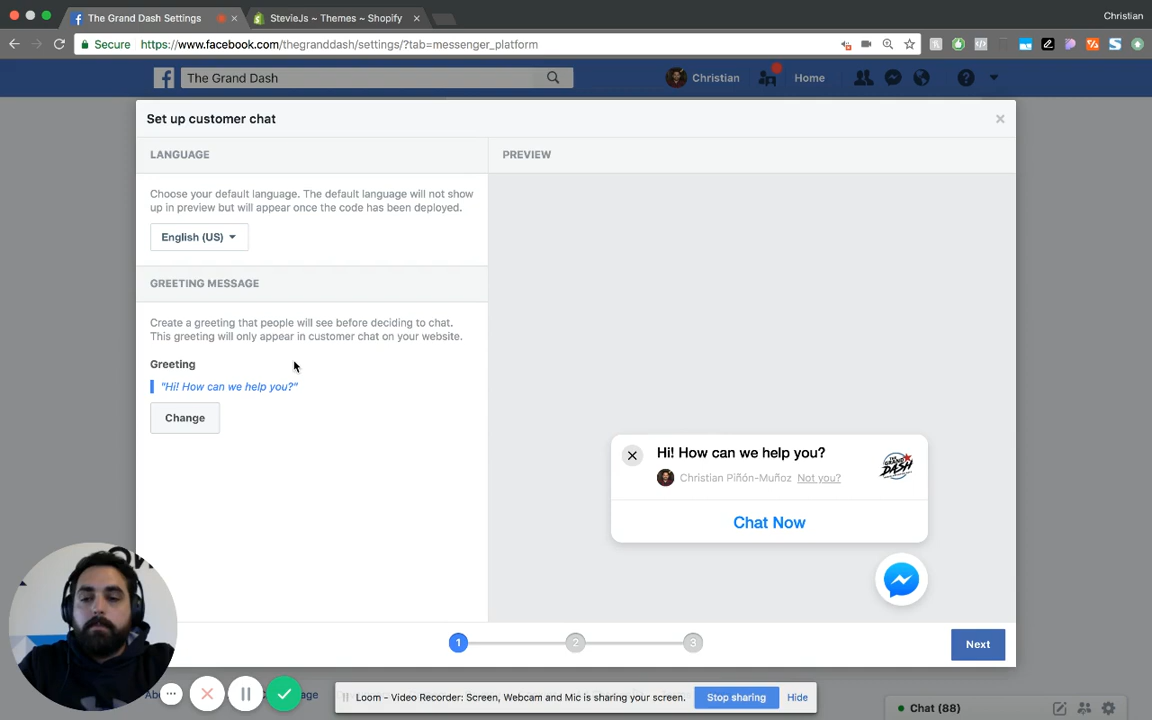 The Grand Dash Settings
StevieJs ~ Themes ~ Shopify
Christian
Secure
https://www.facebook.com/thegranddash/settings/?tab=messenger_platform
The Grand Dash
Christian
Home
Set up customer chat
LANGUAGE
PREVIEW
Choose your default language. The default language will not show
up in preview but will appear once the code has been deployed.
English (US)
GREETING MESSAGE
Create a greeting that people will see before deciding to chat.
This greeting will only appear in customer chat on your website.
Greeting
"Hi! How can we help you?"
Change
Hi! How can we help you?
Christian Piñón-Muñoz Not you?
THE GRAND DASH
Chat Now
1
2
3
Next
Loom - Video Recorder: Screen, Webcam and Mic is sharing your screen.
Stop sharing
Hide
Chat (88)